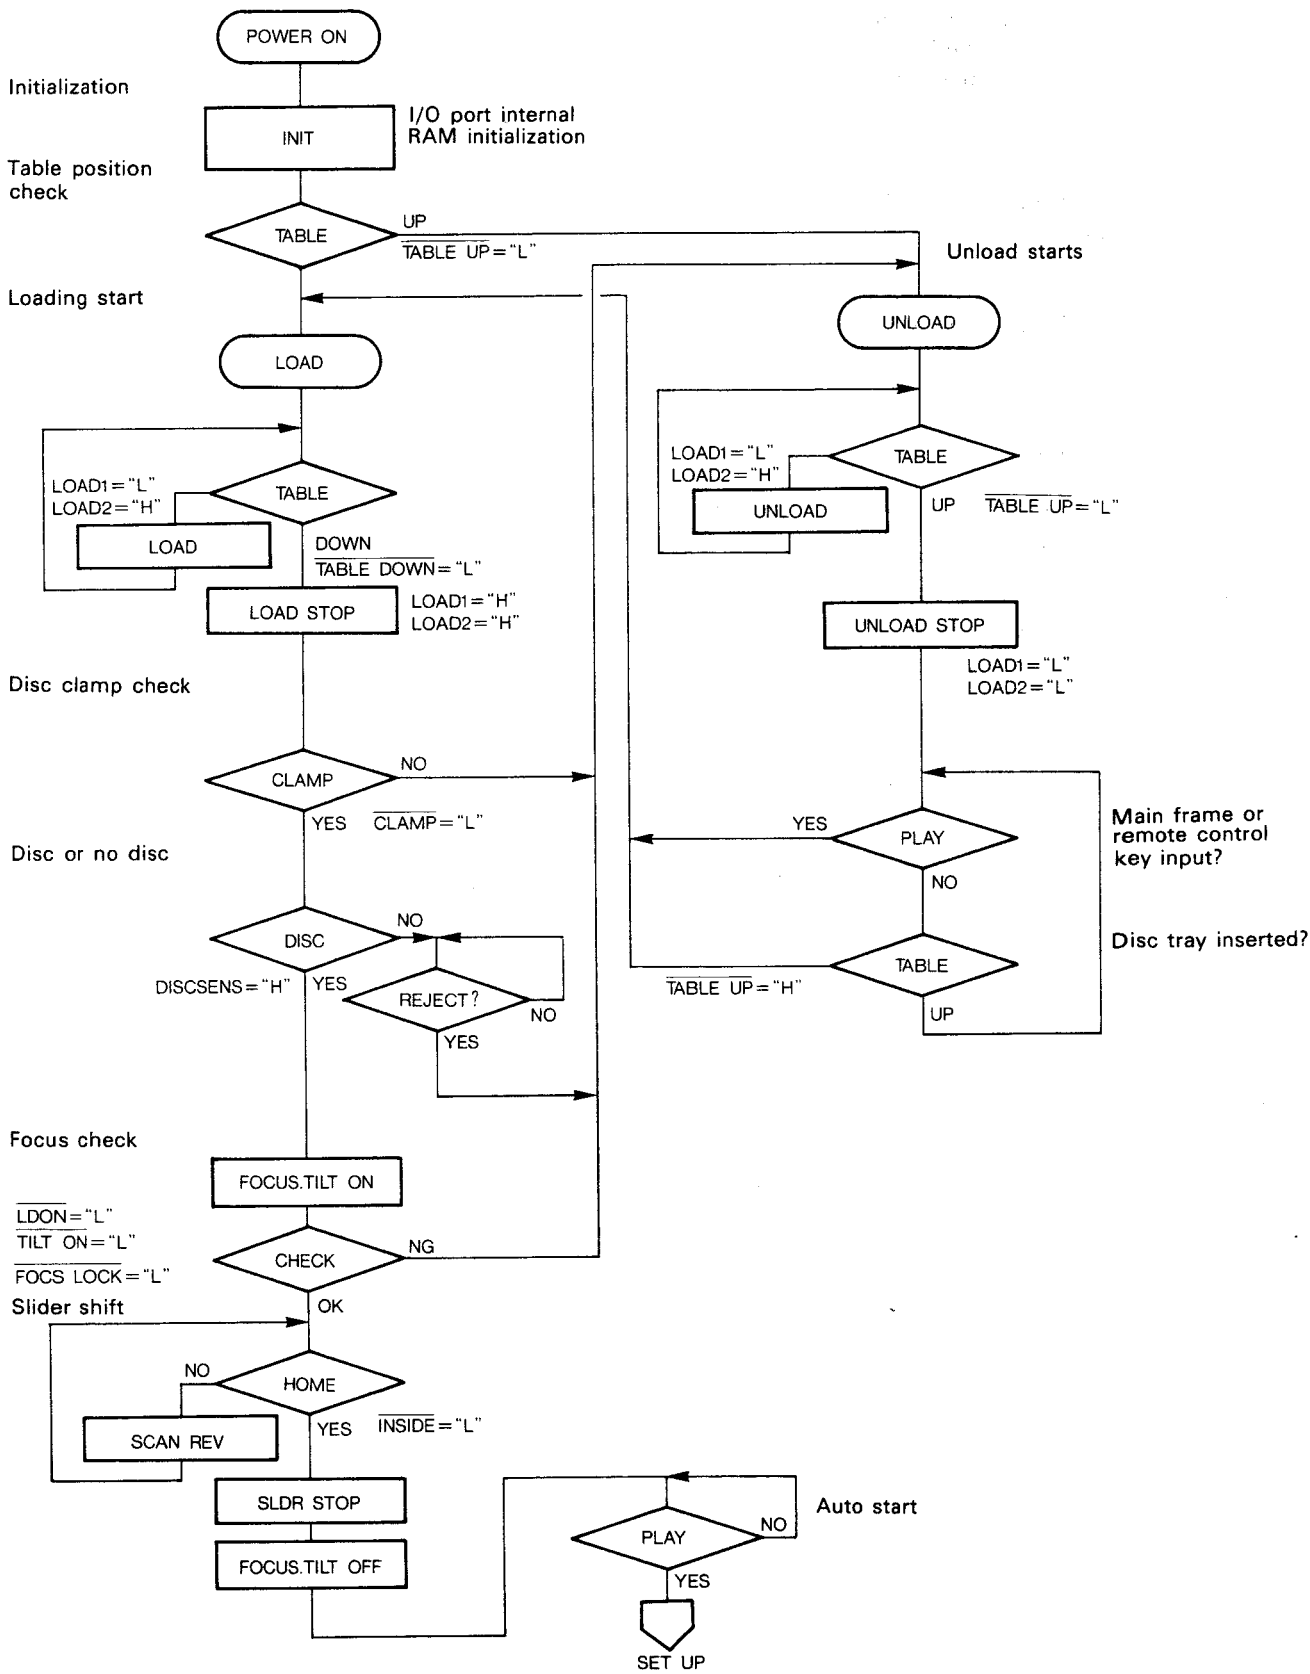 POWER ON
Initialization
INIT
I/O port internal
RAM initialization
Table position
check
TABLE
UP
TABLE UP="L"
Unload starts
Loading start
UNLOAD
LOAD
LOAD1="L"
LOAD2="H"
TABLE
UNLOAD
UP
TABLE UP="L"
LOAD1="L"
LOAD2="H"
TABLE
LOAD
DOWN
TABLE DOWN="L"
LOAD STOP
LOAD1="H"
LOAD2="H"
UNLOAD STOP
LOAD1="L"
LOAD2="L"
Disc clamp check
CLAMP
NO
YES
CLAMP="L"
YES
PLAY
NO
Main frame or
remote control
key input?
Disc or no disc
DISC
NO
DISCSENS="H"
YES
REJECT?
NO
YES
TABLE
TABLE UP="H"
UP
Disc tray inserted?
Focus check
FOCUS.TILT ON
LDON="L"
TILT ON="L"
FOCS LOCK="L"
CHECK
NG
OK
Slider shift
NO
HOME
SCAN REV
YES
INSIDE="L"
SLDR STOP
FOCUS.TILT OFF
PLAY
NO
Auto start
YES
SET UP